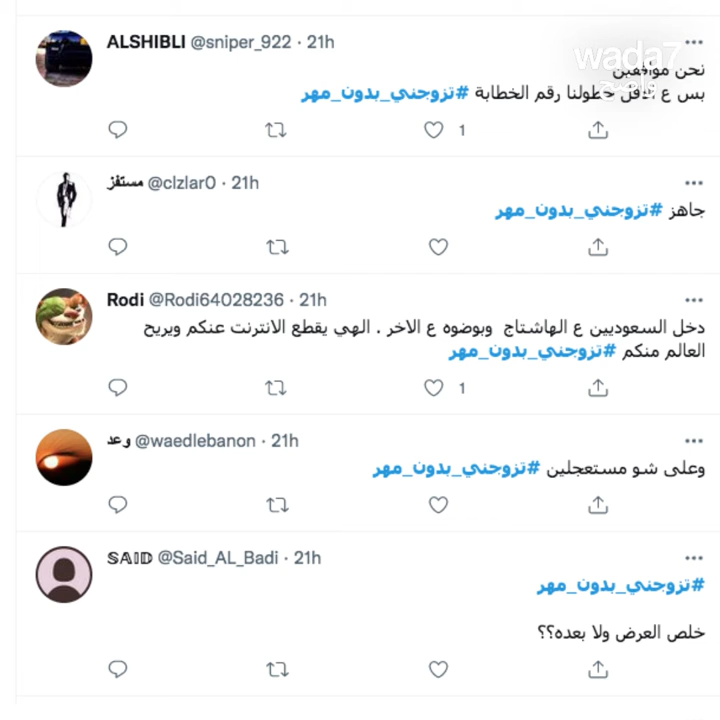 ALSHIBLI @sniper_922 · 21h
wada7
واضح
نحن موافقين
بس ع الاقل حطولنا رقم الخطابة #تزوجني_بدون_مهر
1
مستفز @clzlar0 · 21h
جاهز #تزوجني_بدون_مهر
Rodi @Rodi64028236 · 21h
دخل السعوديين ع الهاشتاج وبوضوه ع الاخر . الهي يقطع الانترنت عنكم ويريح
العالم منكم #تزوجني_بدون_مهر
1
وعد @waedlebanon · 21h
وعلى شو مستعجلين #تزوجني_بدون_مهر
𝕊𝔸𝕀𝔻 @Said_AL_Badi · 21h
#تزوجني_بدون_مهر
خلص العرض ولا بعده؟؟